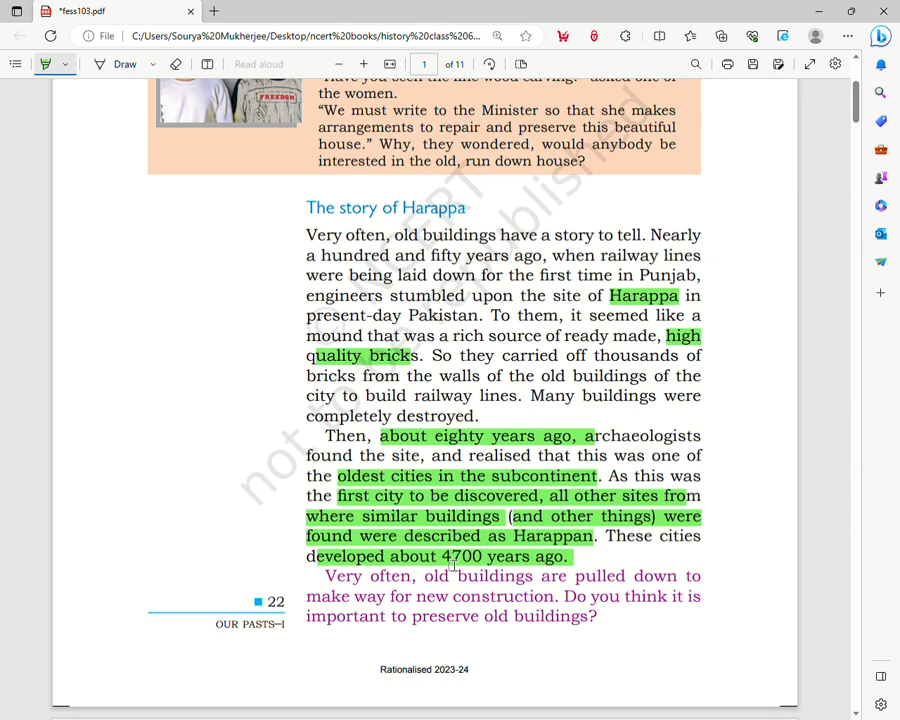 *fess103.pdf
File
C:/Users/Sourya%20Mukherjee/Desktop/ncert%20books/history%20class%206...
Draw
Read aloud
1
of 11
FREEDOM
the women.
“We must write to the Minister so that she makes
arrangements to repair and preserve this beautiful
house.” Why, they wondered, would anybody be
interested in the old, run down house?
The story of Harappa
Very often, old buildings have a story to tell. Nearly
a hundred and fifty years ago, when railway lines
were being laid down for the first time in Punjab,
engineers stumbled upon the site of Harappa in
present-day Pakistan. To them, it seemed like a
mound that was a rich source of ready made, high
quality bricks. So they carried off thousands of
bricks from the walls of the old buildings of the
city to build railway lines. Many buildings were
completely destroyed.
Then, about eighty years ago, archaeologists
found the site, and realised that this was one of
the oldest cities in the subcontinent. As this was
the first city to be discovered, all other sites from
where similar buildings (and other things) were
found were described as Harappan. These cities
developed about 4700 years ago.
Very often, old buildings are pulled down to
make way for new construction. Do you think it is
important to preserve old buildings?
22
OUR PASTS–I
Rationalised 2023-24
© NCERT
not to be republished